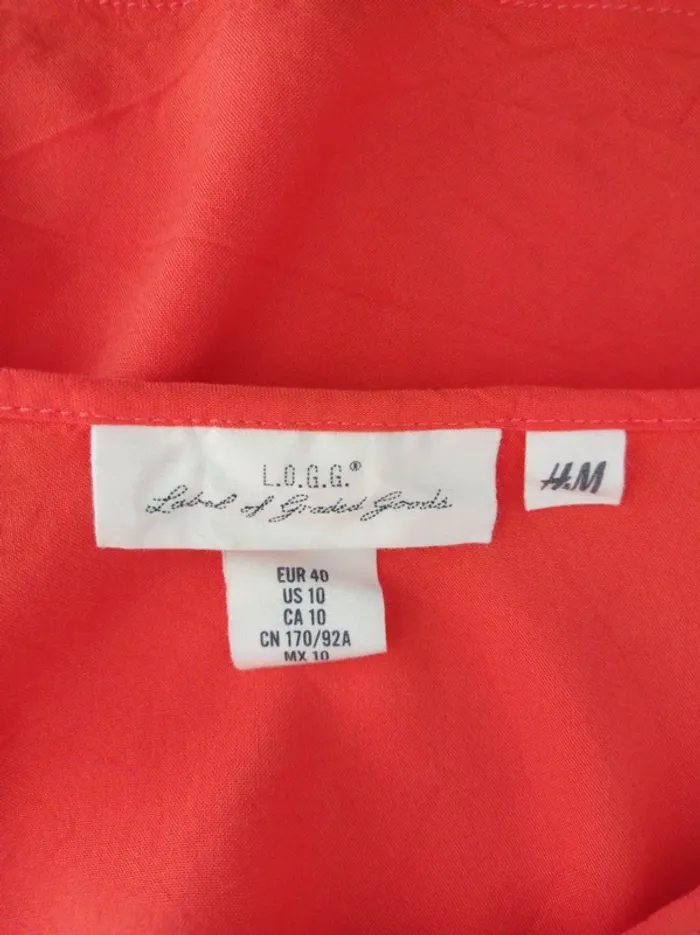 L.O.G.G.®
Label of Graded Goods
H&M
EUR 40
US 10
CA 10
CN 170/92A
MX 10